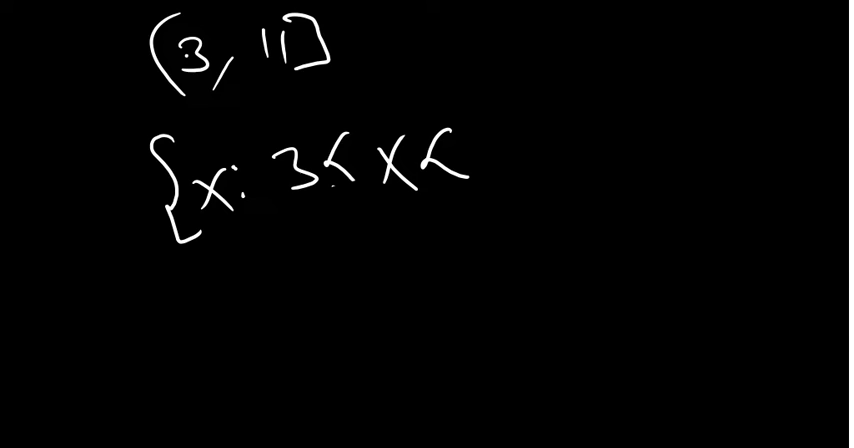 (3, 11]
{x: 3< x<